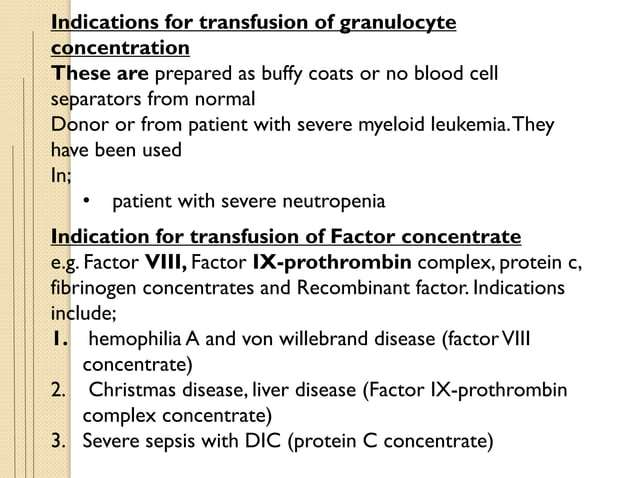 Indications for transfusion of granulocyte
concentration
These are prepared as buffy coats or no blood cell
separators from normal
Donor or from patient with severe myeloid leukemia. They
have been used
In;
• patient with severe neutropenia
Indication for transfusion of Factor concentrate
e.g. Factor VIII, Factor IX-prothrombin complex, protein c,
fibrinogen concentrates and Recombinant factor. Indications
include;
1. hemophilia A and von willebrand disease (factor VIII
concentrate)
2. Christmas disease, liver disease (Factor IX-prothrombin
complex concentrate)
3. Severe sepsis with DIC (protein C concentrate)